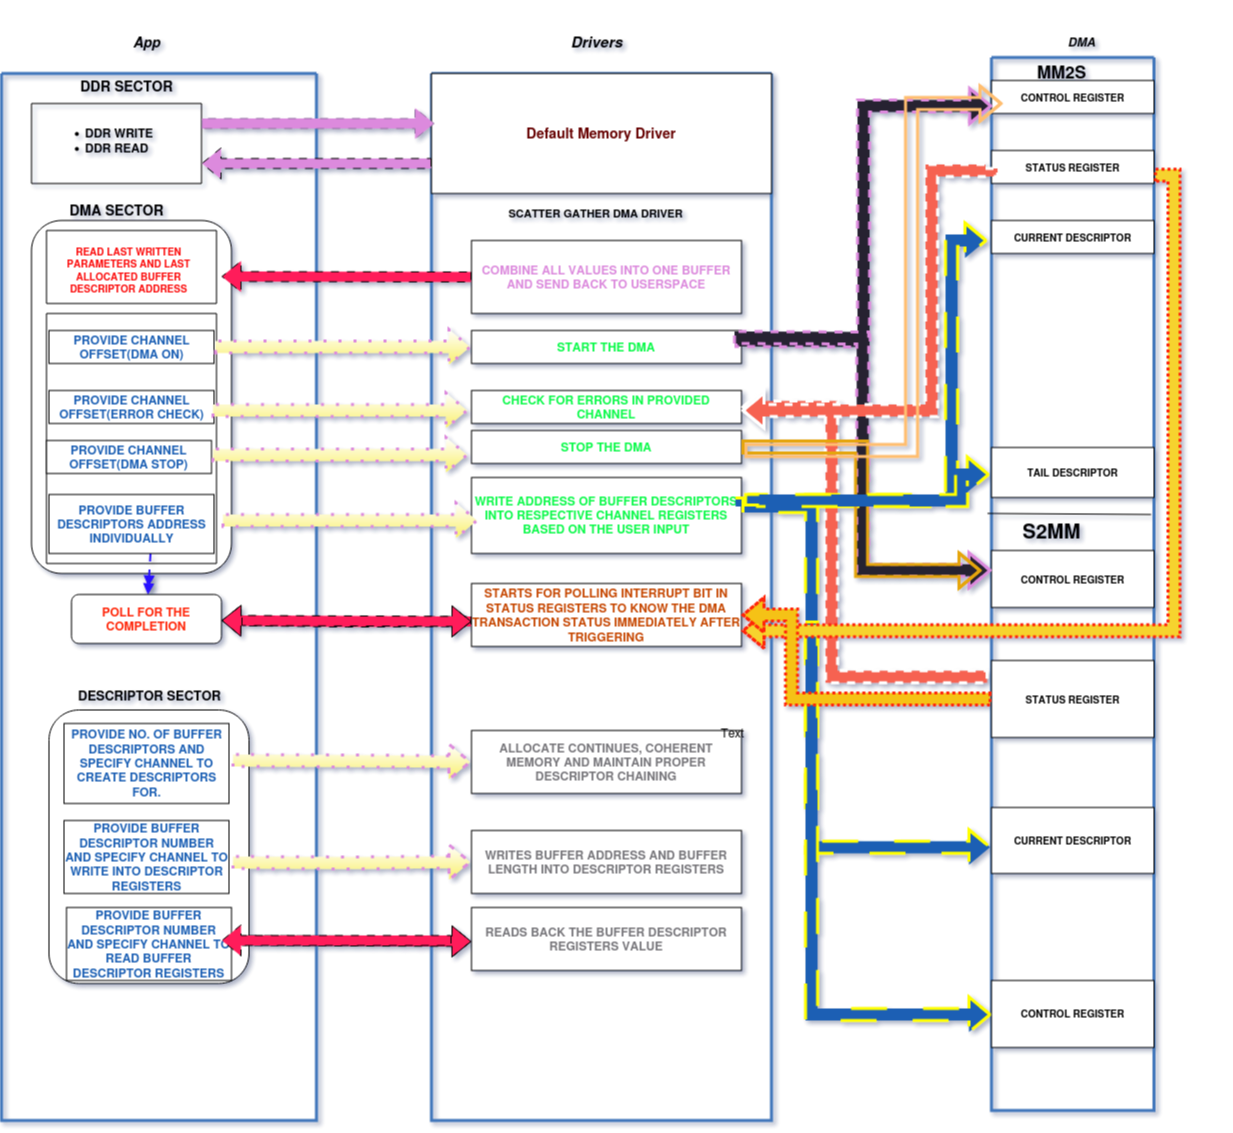 App
Drivers
DMA
DDR SECTOR
DDR WRITE
DDR READ
Default Memory Driver
DMA SECTOR
READ LAST WRITTEN
PARAMETERS AND LAST
ALLOCATED BUFFER
DESCRIPTOR ADDRESS
PROVIDE CHANNEL
OFFSET(DMA ON)
PROVIDE CHANNEL
OFFSET(ERROR CHECK)
PROVIDE CHANNEL
OFFSET(DMA STOP)
PROVIDE BUFFER
DESCRIPTORS ADDRESS
INDIVIDUALLY
POLL FOR THE
COMPLETION
DESCRIPTOR SECTOR
PROVIDE NO. OF BUFFER
DESCRIPTORS AND
SPECIFY CHANNEL TO
CREATE DESCRIPTORS
FOR.
PROVIDE BUFFER
DESCRIPTOR NUMBER
AND SPECIFY CHANNEL TO
WRITE INTO DESCRIPTOR
REGISTERS
PROVIDE BUFFER
DESCRIPTOR NUMBER
AND SPECIFY CHANNEL TO
READ BUFFER
DESCRIPTOR REGISTERS
SCATTER GATHER DMA DRIVER
COMBINE ALL VALUES INTO ONE BUFFER
AND SEND BACK TO USERSPACE
START THE DMA
CHECK FOR ERRORS IN PROVIDED
CHANNEL
STOP THE DMA
WRITE ADDRESS OF BUFFER DESCRIPTORS
INTO RESPECTIVE CHANNEL REGISTERS
BASED ON THE USER INPUT
STARTS FOR POLLING INTERRUPT BIT IN
STATUS REGISTERS TO KNOW THE DMA
TRANSACTION STATUS IMMEDIATELY AFTER
TRIGGERING
Text
ALLOCATE CONTINUES, COHERENT
MEMORY AND MAINTAIN PROPER
DESCRIPTOR CHAINING
WRITES BUFFER ADDRESS AND BUFFER
LENGTH INTO DESCRIPTOR REGISTERS
READS BACK THE BUFFER DESCRIPTOR
REGISTERS VALUE
MM2S
CONTROL REGISTER
STATUS REGISTER
CURRENT DESCRIPTOR
TAIL DESCRIPTOR
S2MM
CONTROL REGISTER
STATUS REGISTER
CURRENT DESCRIPTOR
CONTROL REGISTER